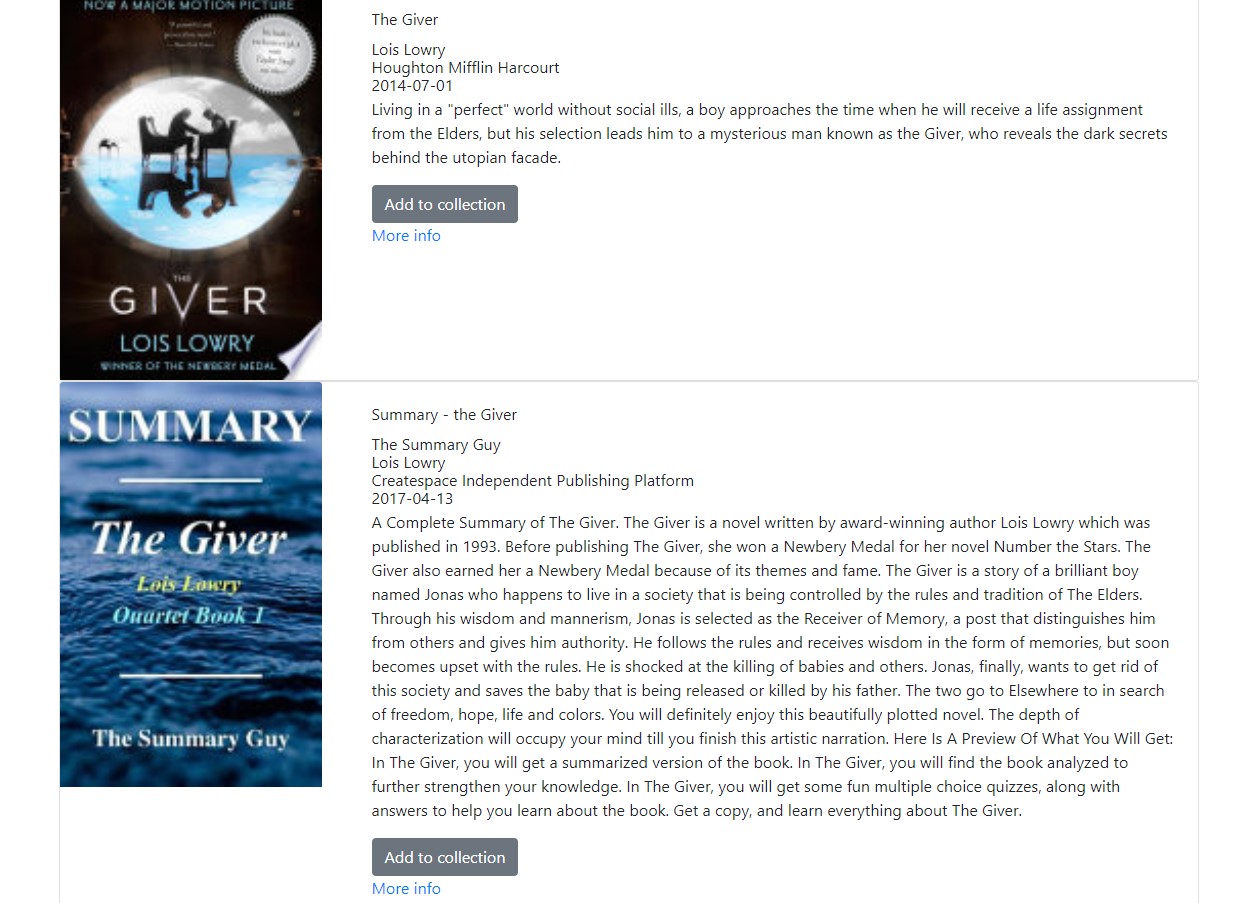 NOW A MAJOR MOTION PICTURE
THE
GIVER
LOIS LOWRY
WINNER OF THE NEWBERY MEDAL
The Giver
Lois Lowry
Houghton Mifflin Harcourt
2014-07-01
Living in a "perfect" world without social ills, a boy approaches the time when he will receive a life assignment
from the Elders, but his selection leads him to a mysterious man known as the Giver, who reveals the dark secrets
behind the utopian facade.
Add to collection
More info
SUMMARY
The Giver
Lois Lowry
Quartet Book 1
The Summary Guy
Summary - the Giver
The Summary Guy
Lois Lowry
Createspace Independent Publishing Platform
2017-04-13
A Complete Summary of The Giver. The Giver is a novel written by award-winning author Lois Lowry which was
published in 1993. Before publishing The Giver, she won a Newbery Medal for her novel Number the Stars. The
Giver also earned her a Newbery Medal because of its themes and fame. The Giver is a story of a brilliant boy
named Jonas who happens to live in a society that is being controlled by the rules and tradition of The Elders.
Through his wisdom and mannerism, Jonas is selected as the Receiver of Memory, a post that distinguishes him
from others and gives him authority. He follows the rules and receives wisdom in the form of memories, but soon
becomes upset with the rules. He is shocked at the killing of babies and others. Jonas, finally, wants to get rid of
this society and saves the baby that is being released or killed by his father. The two go to Elsewhere to in search
of freedom, hope, life and colors. You will definitely enjoy this beautifully plotted novel. The depth of
characterization will occupy your mind till you finish this artistic narration. Here Is A Preview Of What You Will Get:
In The Giver, you will get a summarized version of the book. In The Giver, you will find the book analyzed to
further strengthen your knowledge. In The Giver, you will get some fun multiple choice quizzes, along with
answers to help you learn about the book. Get a copy, and learn everything about The Giver.
Add to collection
More info